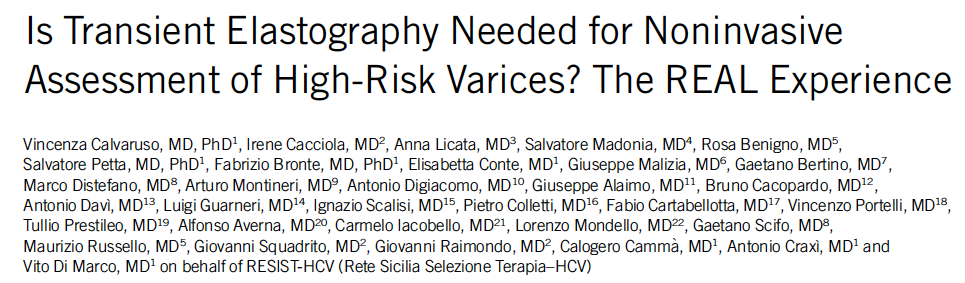 Is Transient Elastography Needed for Noninvasive
Assessment of High-Risk Varices? The REAL Experience
Vincenza Calvaruso, MD, PhD¹, Irene Cacciola, MD², Anna Licata, MD³, Salvatore Madonia, MD⁴, Rosa Benigno, MD⁵,
Salvatore Petta, MD, PhD¹, Fabrizio Bronte, MD, PhD¹, Elisabetta Conte, MD¹, Giuseppe Malizia, MD⁶, Gaetano Bertino, MD⁷,
Marco Distefano, MD⁸, Arturo Montineri, MD⁹, Antonio Digiacomo, MD¹⁰, Giuseppe Alaimo, MD¹¹, Bruno Cacopardo, MD¹²,
Antonio Davì, MD¹³, Luigi Guarneri, MD¹⁴, Ignazio Scalisi, MD¹⁵, Pietro Colletti, MD¹⁶, Fabio Cartabellotta, MD¹⁷, Vincenzo Portelli, MD¹⁸,
Tullio Prestileo, MD¹⁹, Alfonso Averna, MD²⁰, Carmelo Iacobello, MD²¹, Lorenzo Mondello, MD²², Gaetano Scifo, MD⁸,
Maurizio Russello, MD⁵, Giovanni Squadrito, MD², Giovanni Raimondo, MD², Calogero Cammà, MD¹, Antonio Craxì, MD¹ and
Vito Di Marco, MD¹ on behalf of RESIST-HCV (Rete Sicilia Selezione Terapia–HCV)